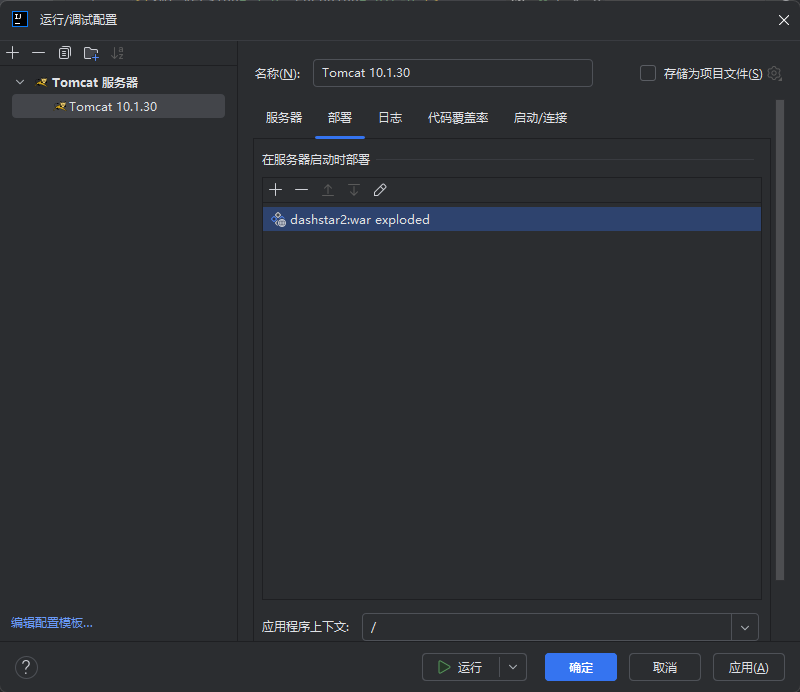 运行/调试配置
Tomcat 服务器
Tomcat 10.1.30
编辑配置模板...
名称(N):
Tomcat 10.1.30
存储为项目文件(S)
服务器 部署 日志 代码覆盖率 启动/连接
在服务器启动时部署
dashstar2:war exploded
应用程序上下文:
/
?
运行
确定
取消
应用(A)